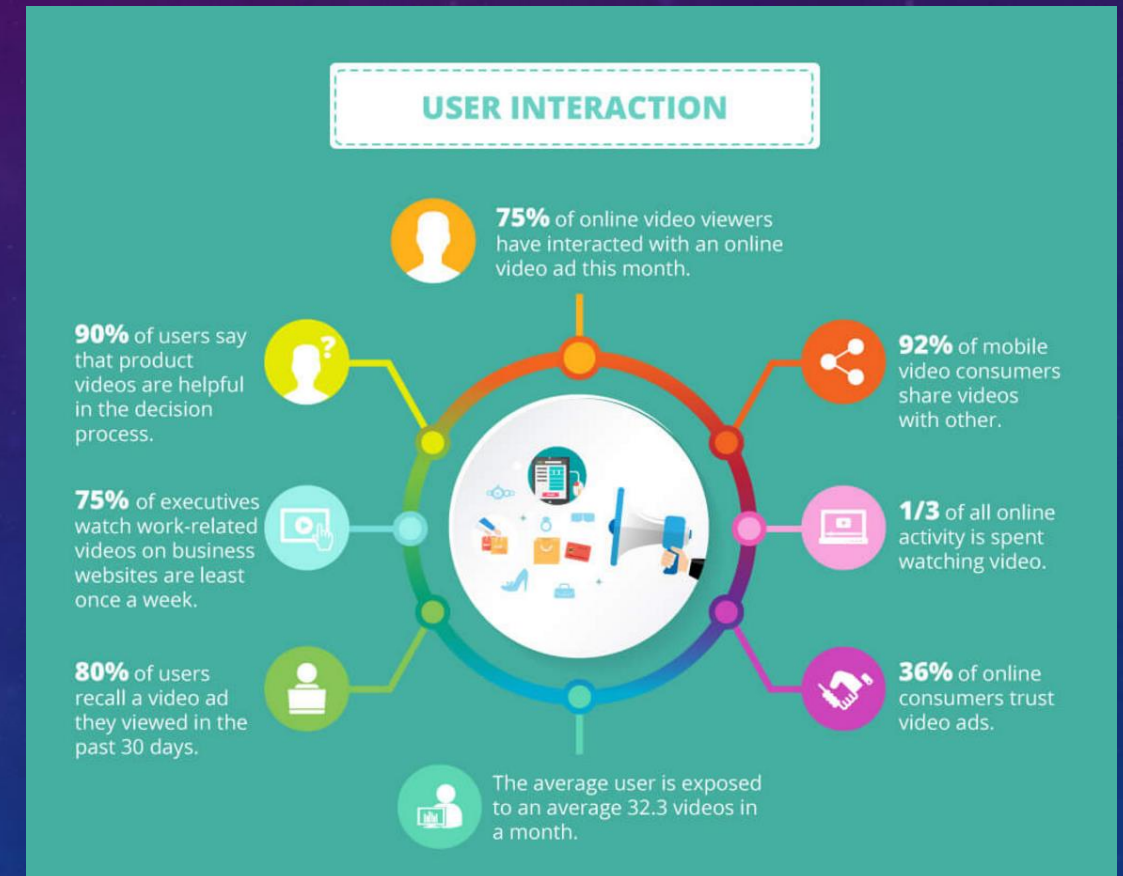 USER INTERACTION
75% of online video viewers
have interacted with an online
video ad this month.
90% of users say
that product
videos are helpful
in the decision
process.
92% of mobile
video consumers
share videos
with other.
75% of executives
watch work-related
videos on business
websites are least
once a week.
1/3 of all online
activity is spent
watching video.
80% of users
recall a video ad
they viewed in the
past 30 days.
36% of online
consumers trust
video ads.
The average user is exposed
to an average 32.3 videos in
a month.